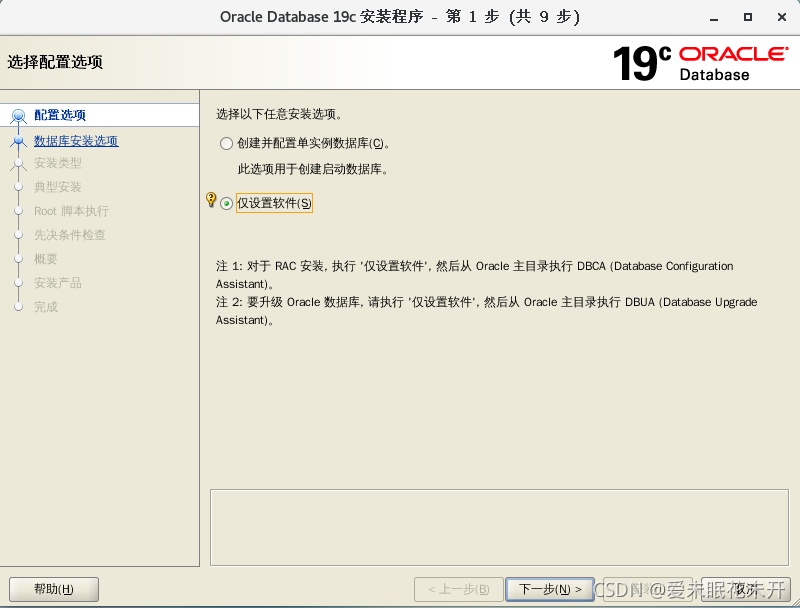 Oracle Database 19c 安装程序 - 第 1 步 (共 9 步)
选择配置选项
19c ORACLE
Database
配置选项
数据库安装选项
安装类型
典型安装
Root 脚本执行
先决条件检查
概要
安装产品
完成
选择以下任意安装选项。
创建并配置单实例数据库(C)。
此选项用于创建启动数据库。
仅设置软件(S)
注 1: 对于 RAC 安装, 执行 '仅设置软件', 然后从 Oracle 主目录执行 DBCA (Database Configuration
Assistant)。
注 2: 要升级 Oracle 数据库, 请执行 '仅设置软件', 然后从 Oracle 主目录执行 DBUA (Database Upgrade
Assistant)。
帮助(H)
< 上一步(B)
下一步(N) >
取消
CSDN @爱未眠花未开